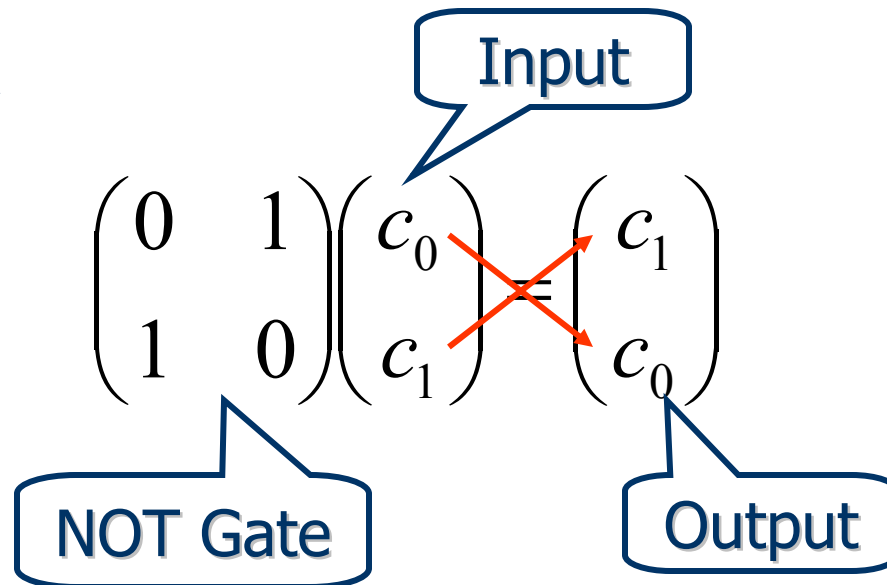 Input
0 1 c₀ = c₁
1 0 c₁ c₀
NOT Gate
Output